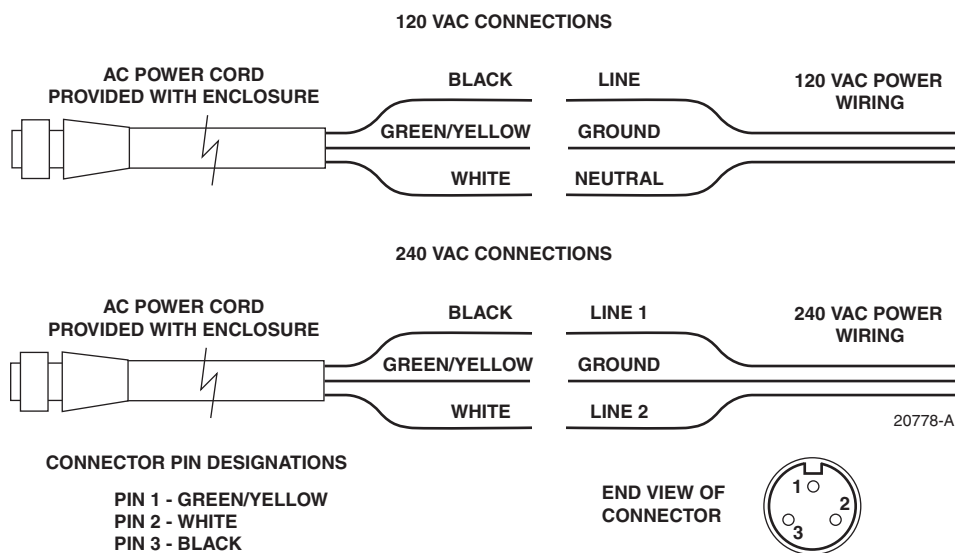 120 VAC CONNECTIONS
AC POWER CORD
PROVIDED WITH ENCLOSURE
BLACK
LINE
120 VAC POWER
WIRING
GREEN/YELLOW
GROUND
WHITE
NEUTRAL
240 VAC CONNECTIONS
AC POWER CORD
PROVIDED WITH ENCLOSURE
BLACK
LINE 1
240 VAC POWER
WIRING
GREEN/YELLOW
GROUND
WHITE
LINE 2
20778-A
CONNECTOR PIN DESIGNATIONS
PIN 1 - GREEN/YELLOW
PIN 2 - WHITE
PIN 3 - BLACK
END VIEW OF
CONNECTOR
1
2
3